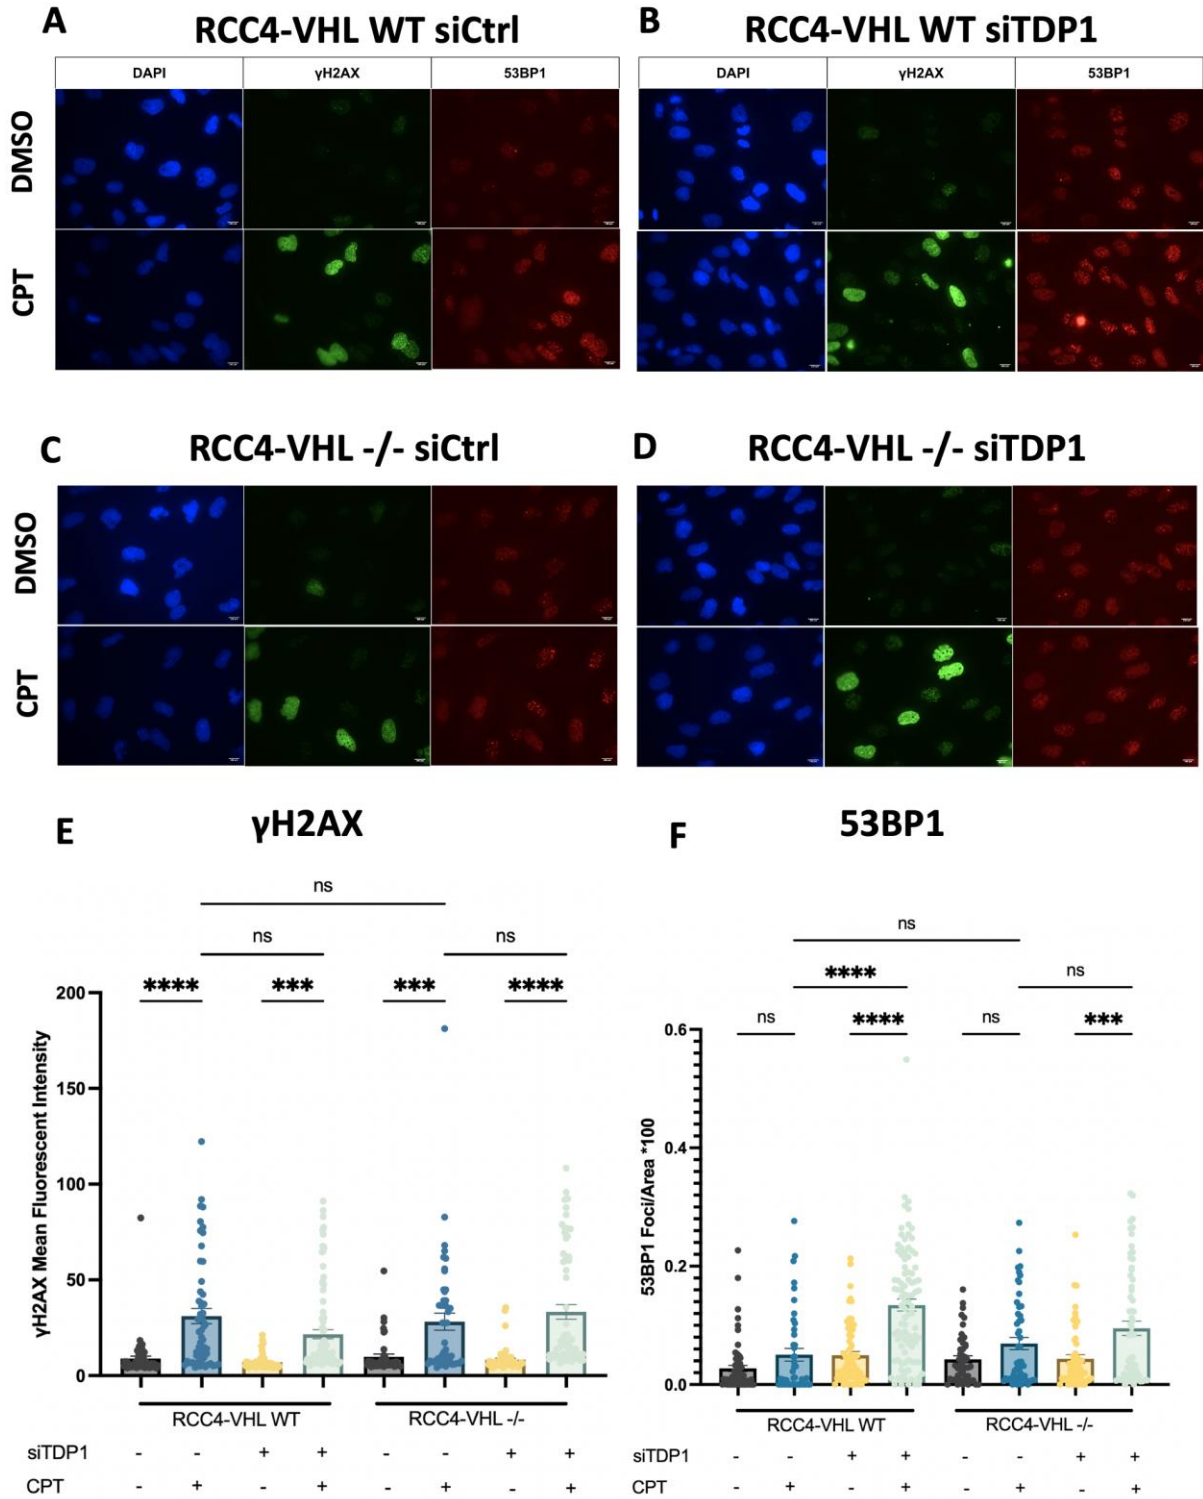 A RCC4-VHL WT siCtrl
DAPI γH2AX 53BP1
DMSO
CPT
B RCC4-VHL WT siTDP1
DAPI γH2AX 53BP1
C RCC4-VHL -/- siCtrl
DMSO
CPT
D RCC4-VHL -/- siTDP1
E γH2AX
ns
ns ns
**** *** *** ****
γH2AX Mean Fluorescent Intensity
200
150
100
50
0
RCC4-VHL WT RCC4-VHL -/-
siTDP1 - - + + - - + +
CPT - + - + - + - +
F 53BP1
ns
**** ns
ns **** ns ***
53BP1 Foci/Area *100
0.6
0.4
0.2
0.0
RCC4-VHL WT RCC4-VHL -/-
siTDP1 - - + + - - + +
CPT - + - + - + - +